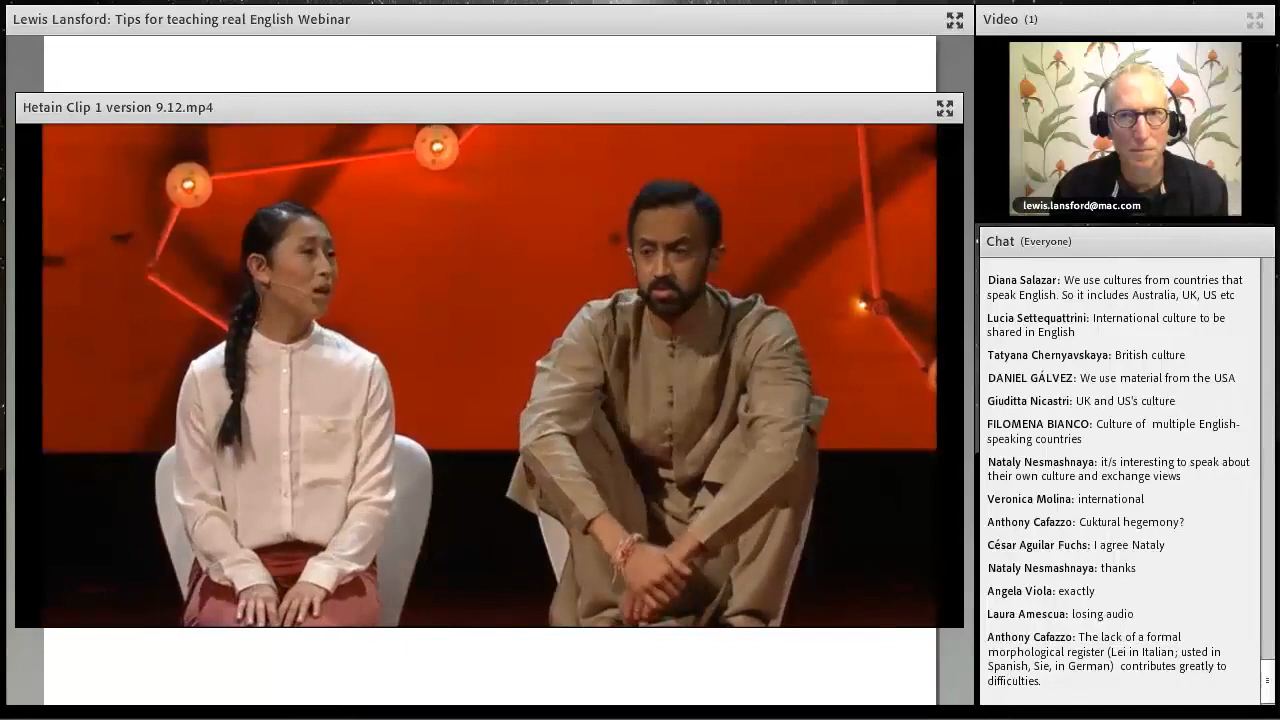 Lewis Lansford: Tips for teaching real English Webinar
Hetain Clip 1 version 9.12.mp4
Video (1)
lewis.lansford@mac.com
Chat (Everyone)
Diana Salazar: We use cultures from countries that
speak English. So it includes Australia, UK, US etc
Lucia Settequattrini: International culture to be
shared in English
Tatyana Chernyavskaya: British culture
DANIEL GÁLVEZ: We use material from the USA
Giuditta Nicastri: UK and US's culture
FILOMENA BIANCO: Culture of multiple English-
speaking countries
Nataly Nesmashnaya: it/s interesting to speak about
their own culture and exchange views
Veronica Molina: international
Anthony Cafazzo: Cuktural hegemony?
César Aguilar Fuchs: I agree Nataly
Nataly Nesmashnaya: thanks
Angela Viola: exactly
Laura Amescua: losing audio
Anthony Cafazzo: The lack of a formal
morphological register (Lei in Italian; usted in
Spanish, Sie, in German) contributes greatly to
difficulties.